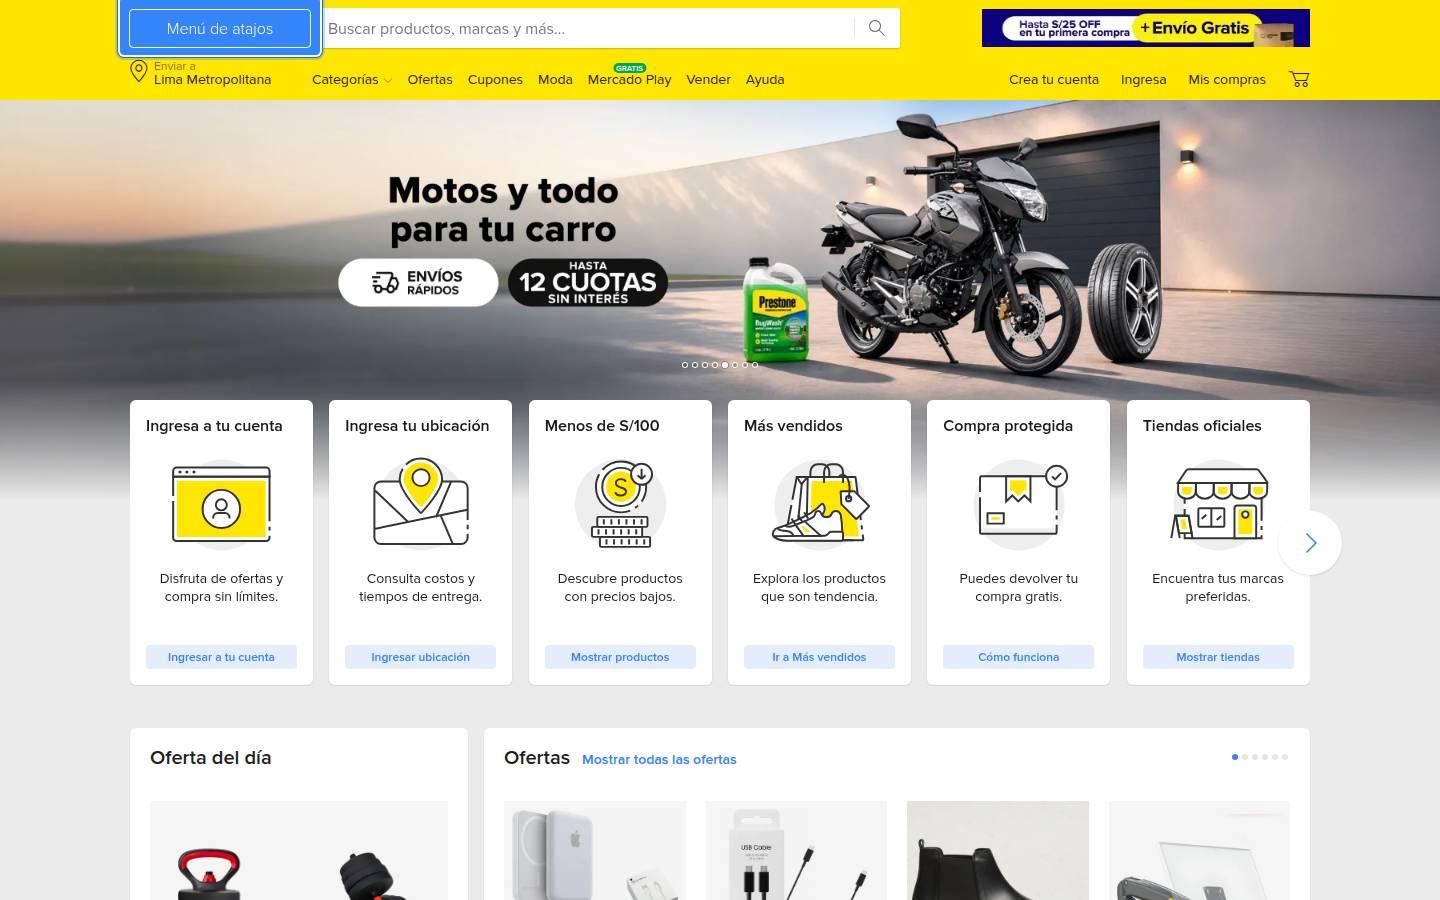 Menú de atajos
Buscar productos, marcas y más...
Hasta S/25 OFF
en tu primera compra
+Envío Gratis
Enviar a
Lima Metropolitana
Categorías
Ofertas
Cupones
Moda
GRATIS
Mercado Play
Vender
Ayuda
Crea tu cuenta
Ingresa
Mis compras
Motos y todo
para tu carro
ENVÍOS
RÁPIDOS
HASTA
12 CUOTAS
SIN INTERÉS
Prestone
BugWash
Ingresa a tu cuenta
Disfruta de ofertas y
compra sin límites.
Ingresar a tu cuenta
Ingresa tu ubicación
Consulta costos y
tiempos de entrega.
Ingresar ubicación
Menos de S/100
Descubre productos
con precios bajos.
Mostrar productos
Más vendidos
Explora los productos
que son tendencia.
Ir a Más vendidos
Compra protegida
Puedes devolver tu
compra gratis.
Cómo funciona
Tiendas oficiales
Encuentra tus marcas
preferidas.
Mostrar tiendas
Oferta del día
Ofertas
Mostrar todas las ofertas
USB Cable